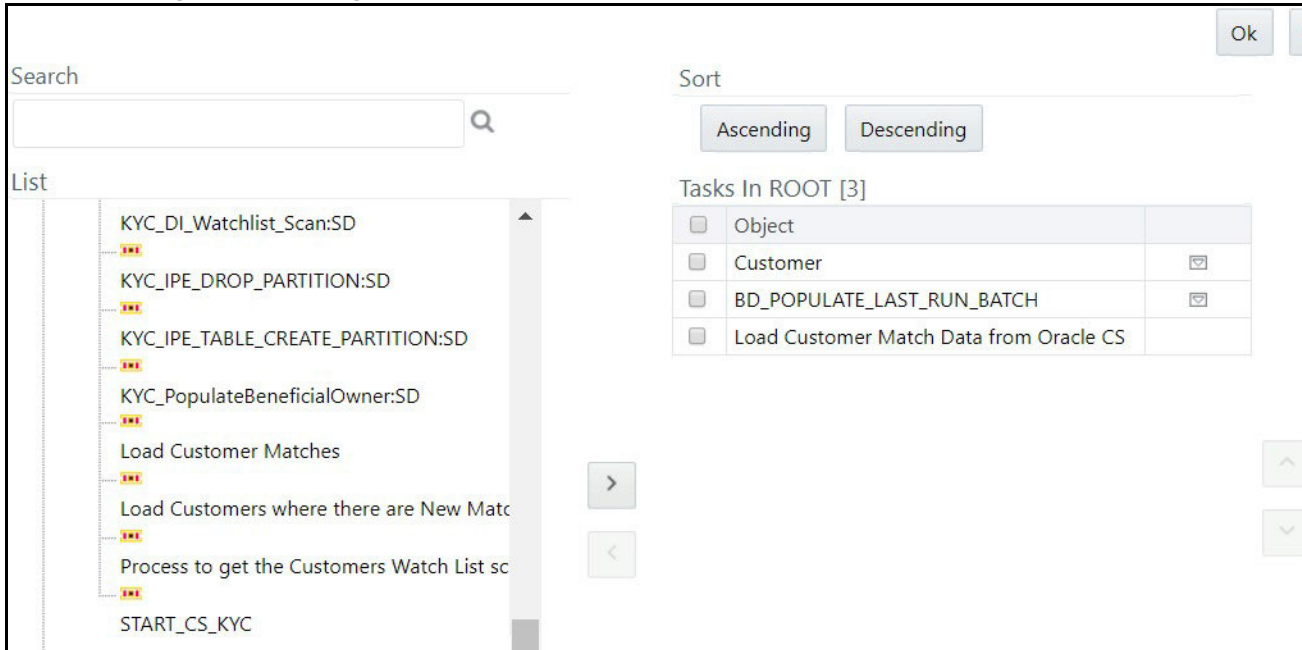 Ok
Search
Sort
Ascending Descending
List
Tasks In ROOT [3]
KYC_DI_Watchlist_Scan:SD
KYC_IPE_DROP_PARTITION:SD
KYC_IPE_TABLE_CREATE_PARTITION:SD
KYC_PopulateBeneficialOwner:SD
Load Customer Matches
Load Customers where there are New Matc
Process to get the Customers Watch List sc
START_CS_KYC
Object
Customer
BD_POPULATE_LAST_RUN_BATCH
Load Customer Match Data from Oracle CS